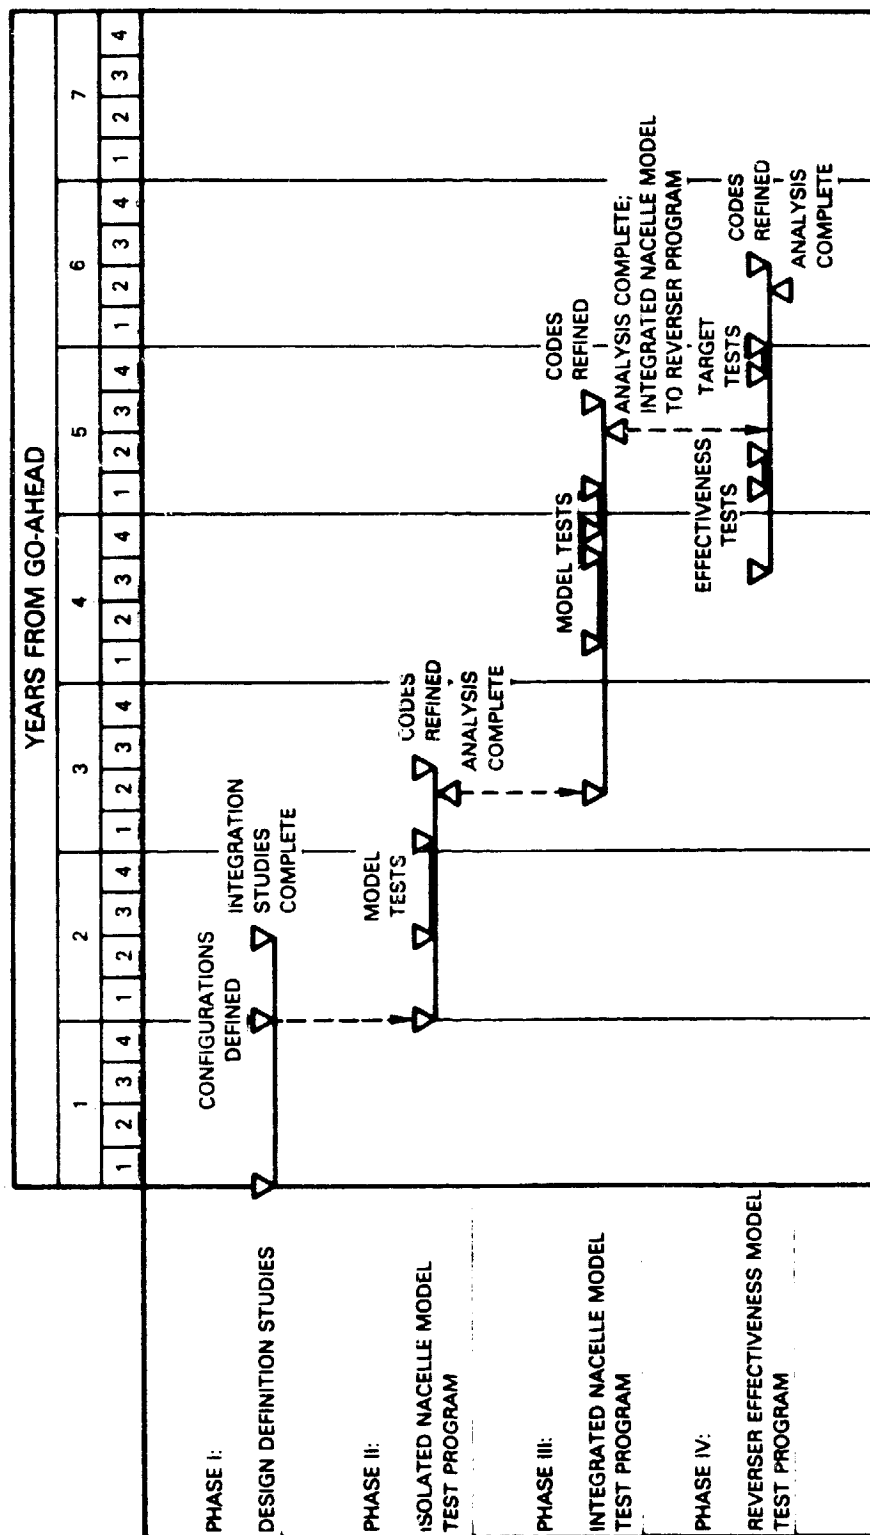 YEARS FROM GO-AHEAD
1 2 3 4 5 6 7
1 2 3 4 1 2 3 4 1 2 3 4 1 2 3 4 1 2 3 4 1 2 3 4 1 2 3 4
PHASE I:
DESIGN DEFINITION STUDIES
CONFIGURATIONS
DEFINED
INTEGRATION
STUDIES
COMPLETE
PHASE II:
ISOLATED NACELLE MODEL
TEST PROGRAM
MODEL
TESTS
CODES
REFINED
ANALYSIS
COMPLETE
PHASE III:
INTEGRATED NACELLE MODEL
TEST PROGRAM
MODEL TESTS
CODES
REFINED
ANALYSIS COMPLETE;
INTEGRATED NACELLE MODEL
TO REVERSER PROGRAM
PHASE IV:
REVERSER EFFECTIVENESS MODEL
TEST PROGRAM
EFFECTIVENESS
TESTS
TARGET
TESTS
CODES
REFINED
ANALYSIS
COMPLETE